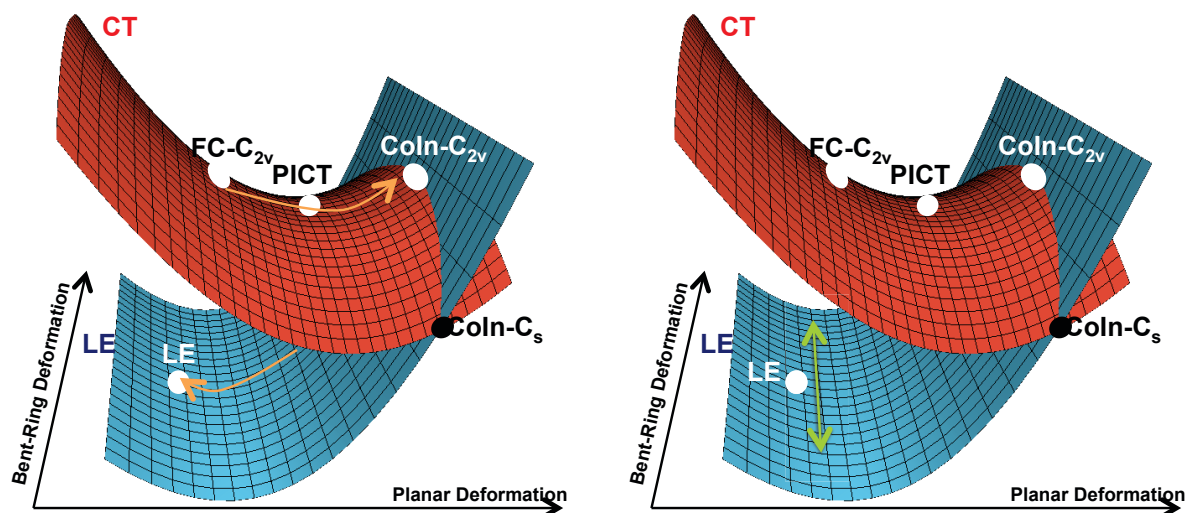 CT
FC-C2v
PICT
CoIn-C2v
LE
LE
CoIn-Cs
Bent-Ring Deformation
Planar Deformation
CT
FC-C2v
PICT
CoIn-C2v
LE
LE
CoIn-Cs
Bent-Ring Deformation
Planar Deformation